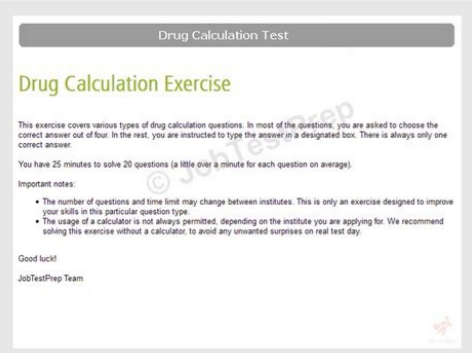 Drug Calculation Test
Drug Calculation Exercise
This exercise covers various types of drug calculation questions. In most of the questions, you are asked to choose the
correct answer out of four. In the rest, you are instructed to type the answer in a designated box. There is always only one
correct answer.
You have 25 minutes to solve 20 questions (a little over a minute for each question on average).
Important notes:
• The number of questions and time limit may change between institutes. This is only an exercise designed to improve
your skills in this particular question type.
• The usage of a calculator is not always permitted, depending on the institute you are applying for. We recommend
solving this exercise without a calculator, to avoid any unwanted surprises on real test day.
Good luck!
JobTestPrep Team
© JobTestPrep